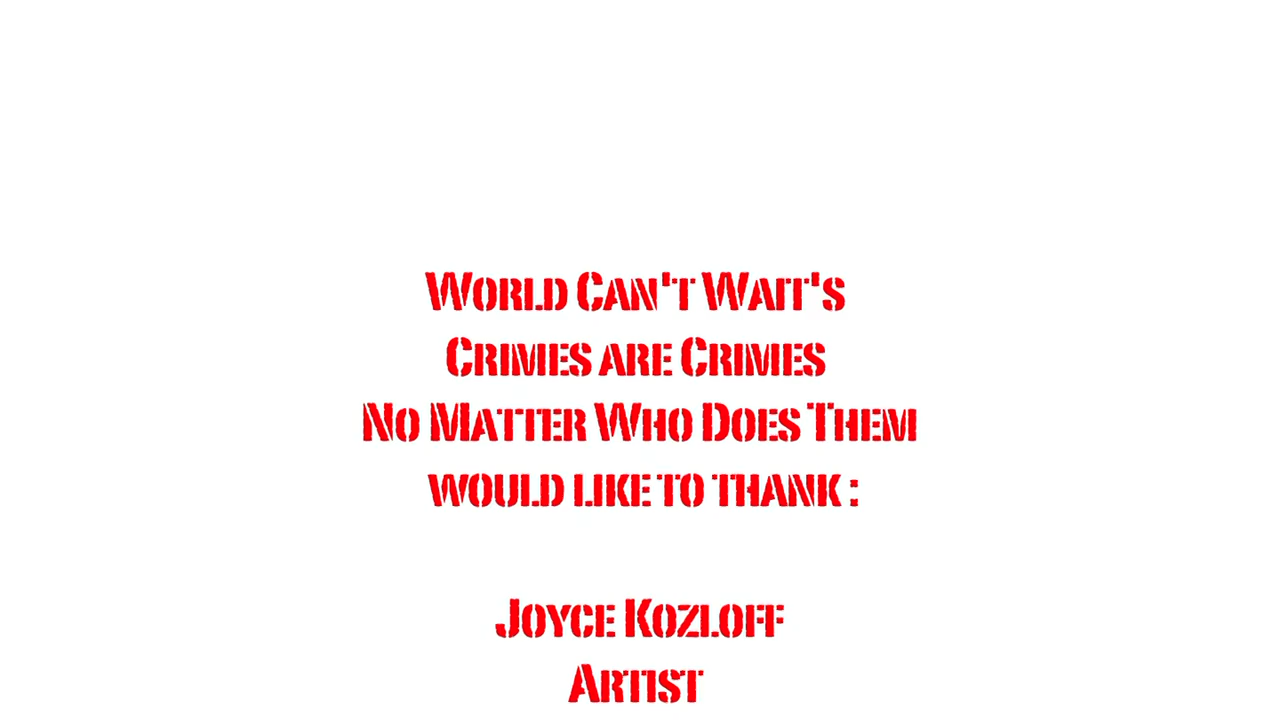 World Can't Wait's
Crimes are Crimes
No Matter Who Does Them
would like to thank :
Joyce Kozloff
Artist